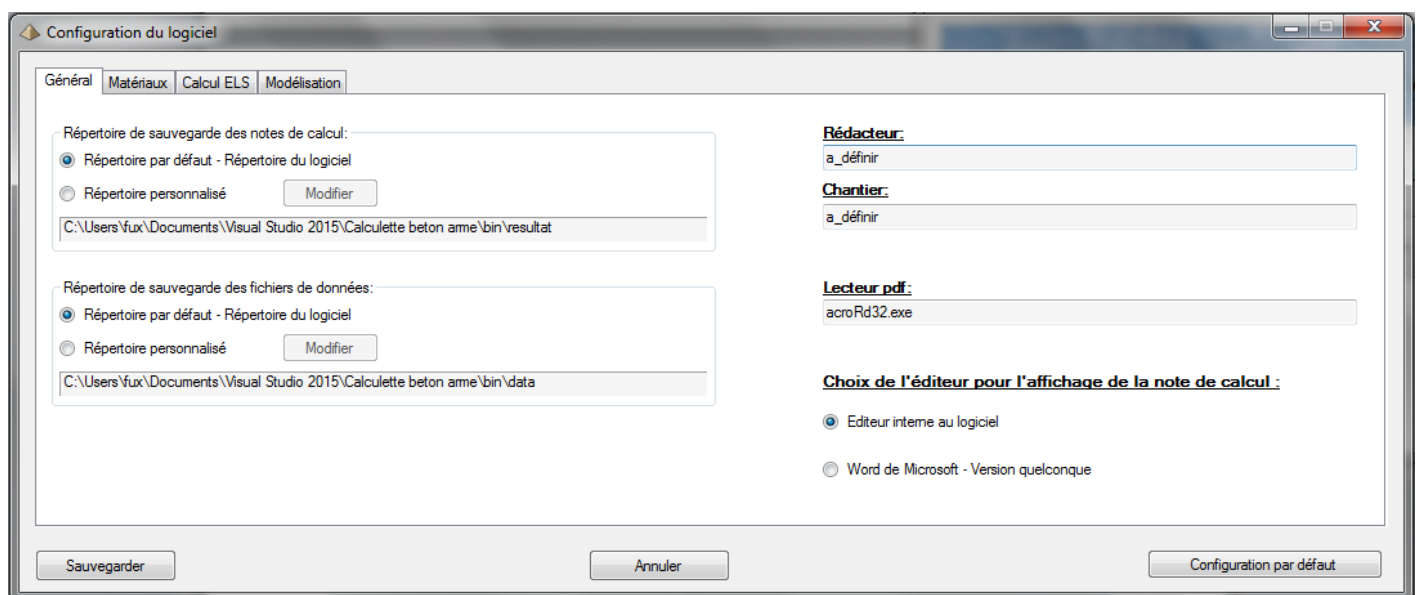 Configuration du logiciel
Général
Matériaux
Calcul ELS
Modélisation
Répertoire de sauvegarde des notes de calcul:
Répertoire par défaut - Répertoire du logiciel
Répertoire personnalisé
Modifier
C:\Users\fux\Documents\Visual Studio 2015\Calculette beton arme\bin\resultat
Répertoire de sauvegarde des fichiers de données:
Répertoire par défaut - Répertoire du logiciel
Répertoire personnalisé
Modifier
C:\Users\fux\Documents\Visual Studio 2015\Calculette beton arme\bin\data
Rédacteur:
a_définir
Chantier:
a_définir
Lecteur pdf:
acroRd32.exe
Choix de l'éditeur pour l'affichage de la note de calcul :
Editeur interne au logiciel
Word de Microsoft - Version quelconque
Sauvegarder
Annuler
Configuration par défaut